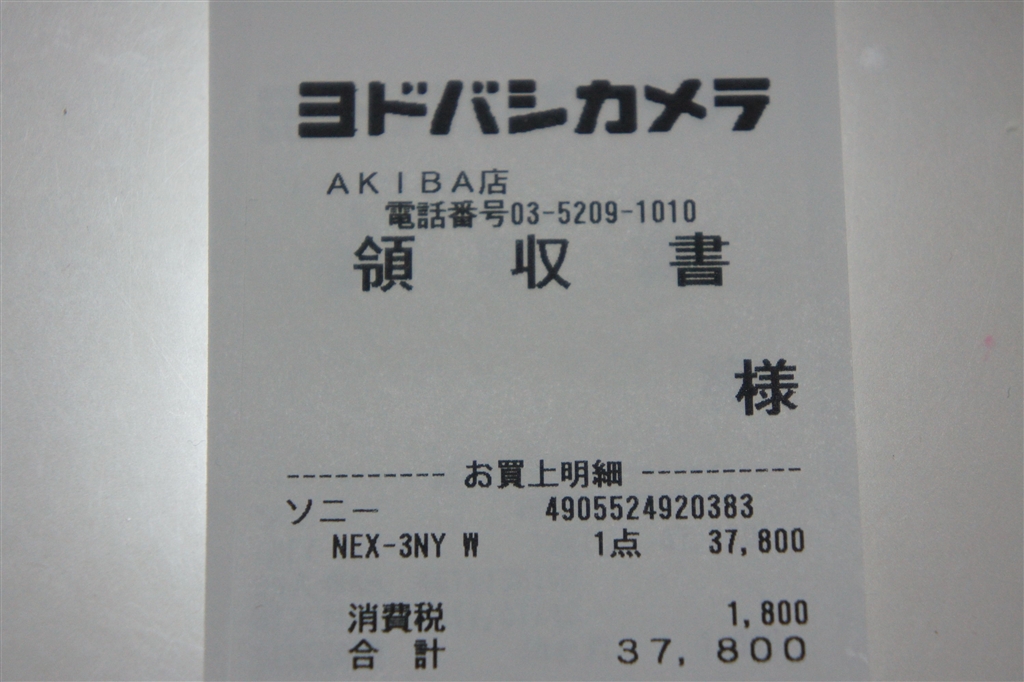 ヨドバシカメラ
AKIBA店
電話番号03-5209-1010
領 収 書
様
---------- お買上明細 ----------
ソニー 4905524920383
NEX-3NY W 1点 37,800
消費税 1,800
合 計 37,800